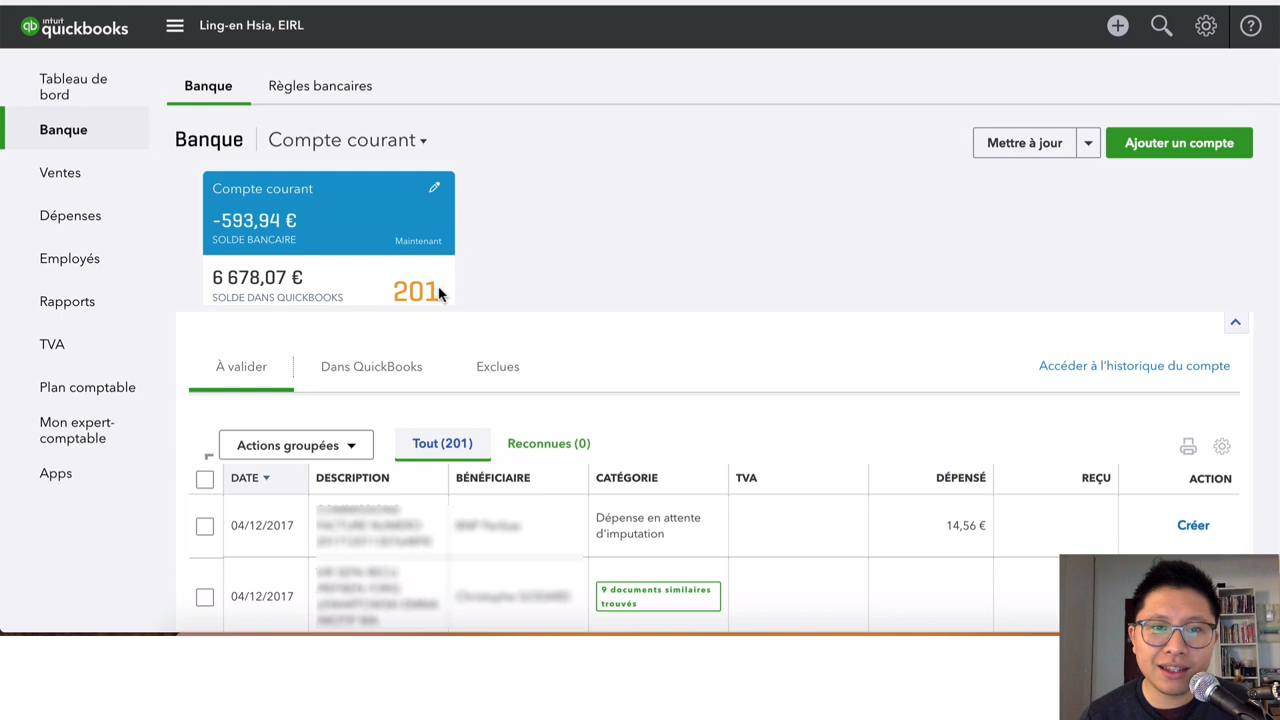 intuit
quickbooks
Ling-en Hsia, EIRL
Tableau de
bord
Banque
Ventes
Dépenses
Employés
Rapports
TVA
Plan comptable
Mon expert-
comptable
Apps
Banque
Règles bancaires
Banque
Compte courant
Mettre à jour
Ajouter un compte
Compte courant
-593,94 €
SOLDE BANCAIRE
Maintenant
6 678,07 €
SOLDE DANS QUICKBOOKS
201
À valider
Dans QuickBooks
Exclues
Accéder à l'historique du compte
Actions groupées
Tout (201)
Reconnues (0)
DATE
DESCRIPTION
BÉNÉFICIAIRE
CATÉGORIE
TVA
DÉPENSÉ
REÇU
ACTION
04/12/2017
Dépense en attente
d'imputation
14,56 €
Créer
04/12/2017
9 documents similaires
trouvés